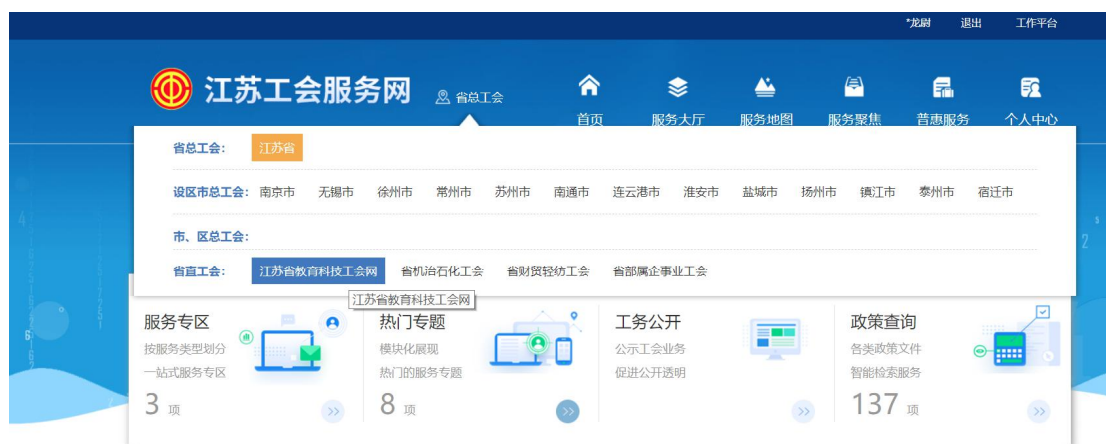 *龙尉 退出 工作平台
江苏工会服务网 省总工会 首页 服务大厅 服务地图 服务聚焦 普惠服务 个人中心
省总工会： 江苏省
设区市总工会： 南京市 无锡市 徐州市 常州市 苏州市 南通市 连云港市 淮安市 盐城市 扬州市 镇江市 泰州市 宿迁市
市、区总工会：
省直工会： 江苏省教育科技工会网 省机冶石化工会 省财贸轻纺工会 省部属企事业工会
江苏省教育科技工会网
服务专区 热门专题 工务公开 政策查询
按服务类型划分 模块化展现 公示工会业务 各类政策文件
一站式服务专区 热门的服务专题 促进公开透明 智能检索服务
3 项 8 项 137 项